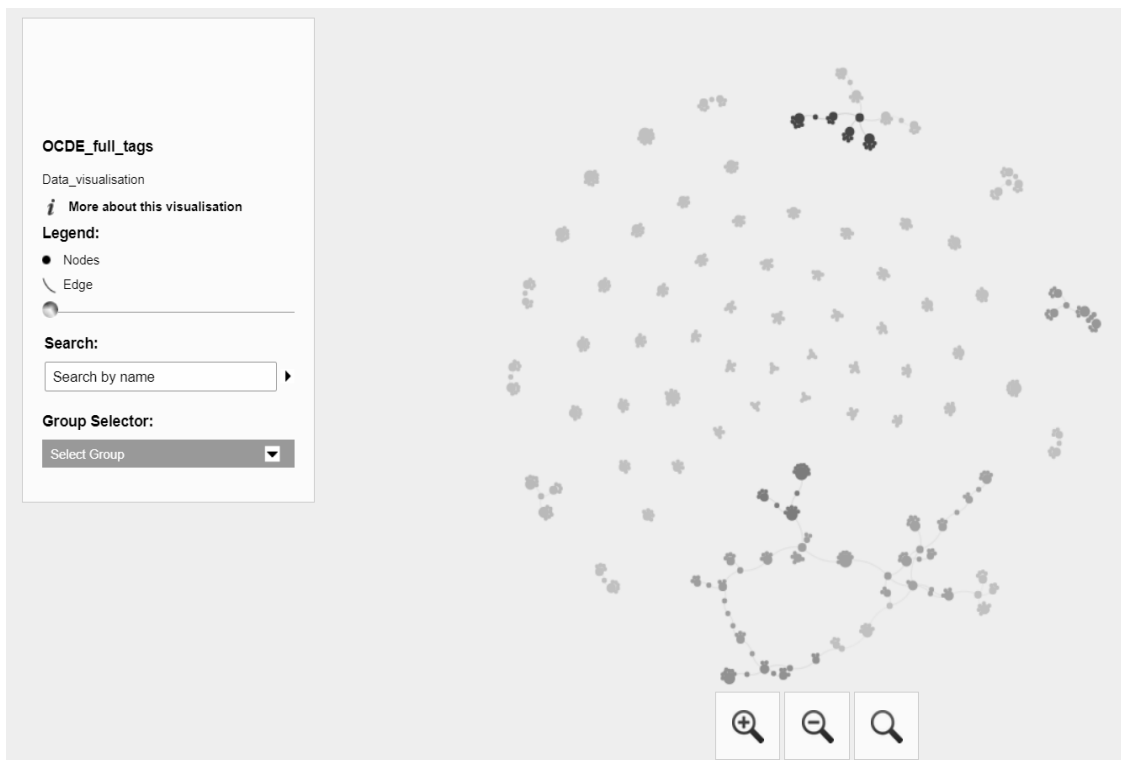 OCDE_full_tags
Data_visualisation
i More about this visualisation
Legend:
Nodes
Edge
Search:
Search by name
Group Selector:
Select Group